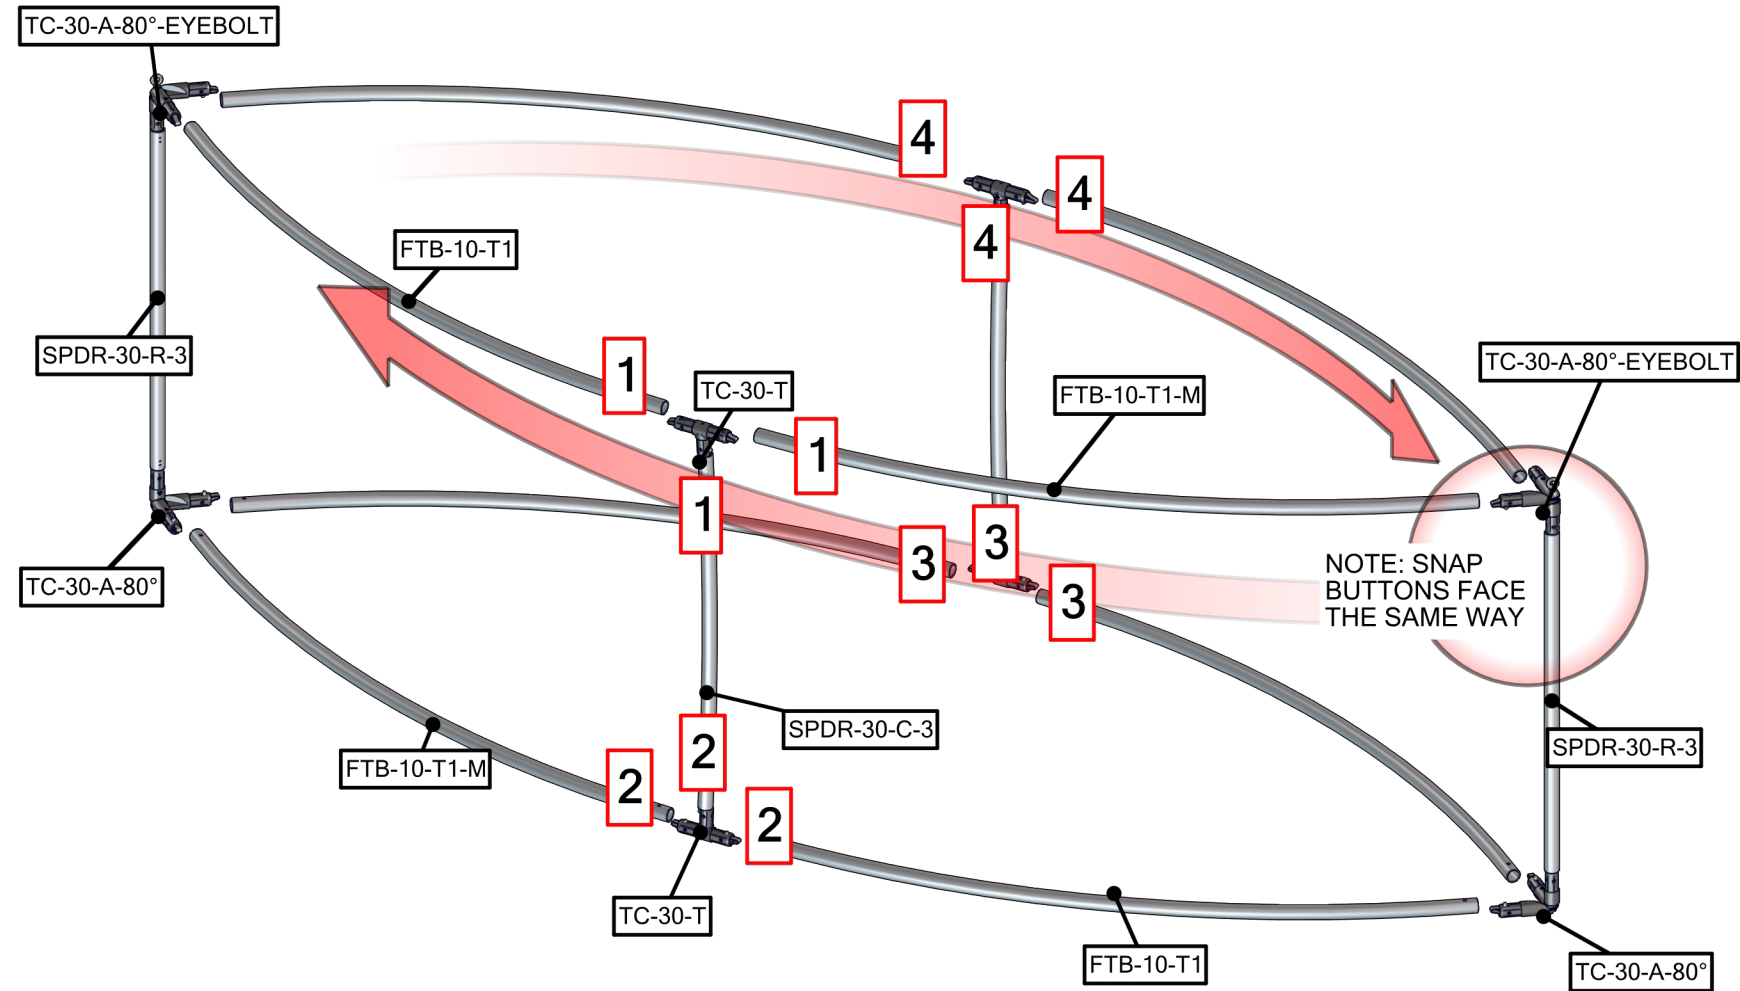 TC-30-A-80°-EYEBOLT
4
4
4
FTB-10-T1
SPDR-30-R-3
1
TC-30-T
FTB-10-T1-M
TC-30-A-80°-EYEBOLT
1
1
3
3
3
NOTE: SNAP
BUTTONS FACE
THE SAME WAY
TC-30-A-80°
SPDR-30-C-3
SPDR-30-R-3
FTB-10-T1-M
2
2
2
TC-30-T
FTB-10-T1
TC-30-A-80°